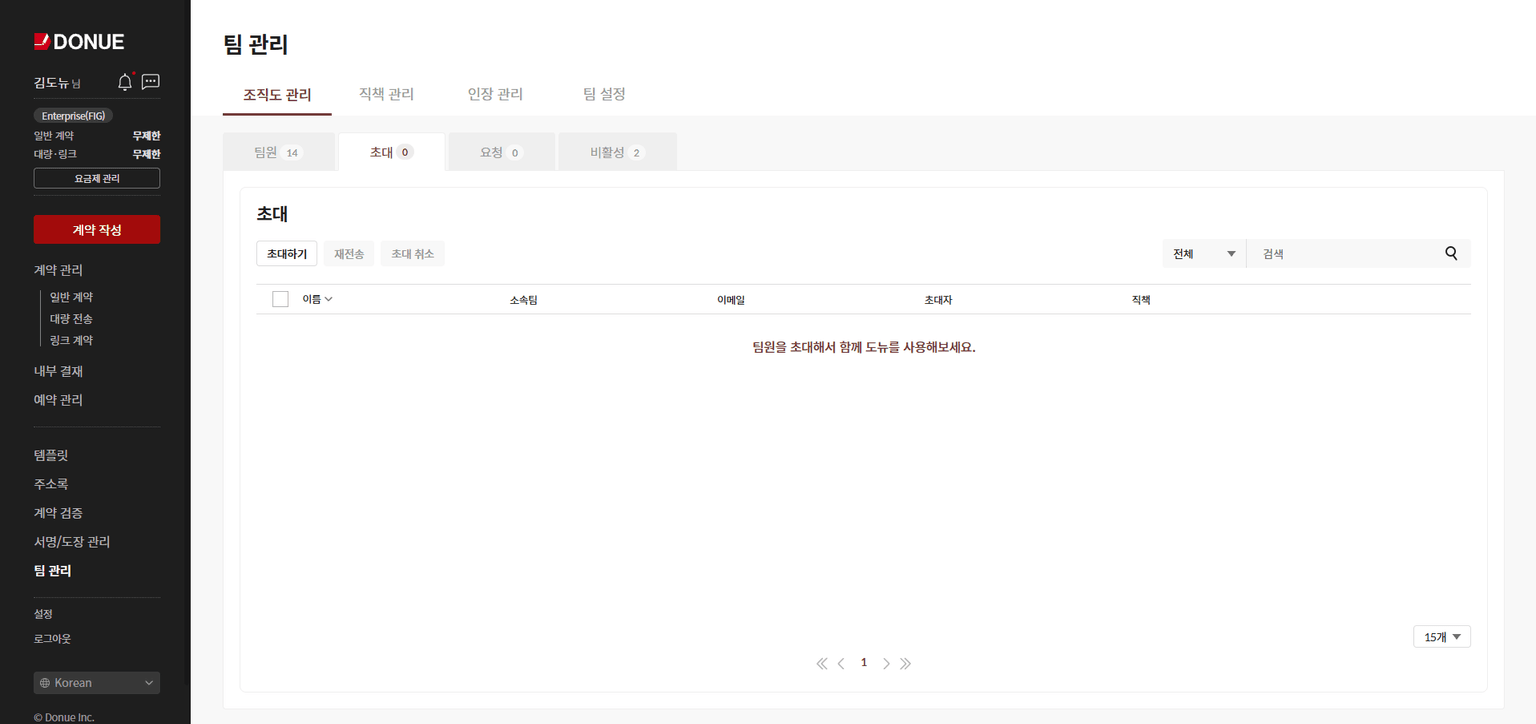 DONUE
김도뉴 님
Enterprise(FIG)
일반 계약 무제한
대량·링크 무제한
요금제 관리
계약 작성
계약 관리
일반 계약
대량 전송
링크 계약
내부 결재
예약 관리
템플릿
주소록
계약 검증
서명/도장 관리
팀 관리
설정
로그아웃
Korean
© Donue Inc.
팀 관리
조직도 관리 직책 관리 인장 관리 팀 설정
팀원 14 초대 0 요청 0 비활성 2
초대
초대하기 재전송 초대 취소 전체 검색
이름 소속팀 이메일 초대자 직책
팀원을 초대해서 함께 도뉴를 사용해보세요.
15개
1